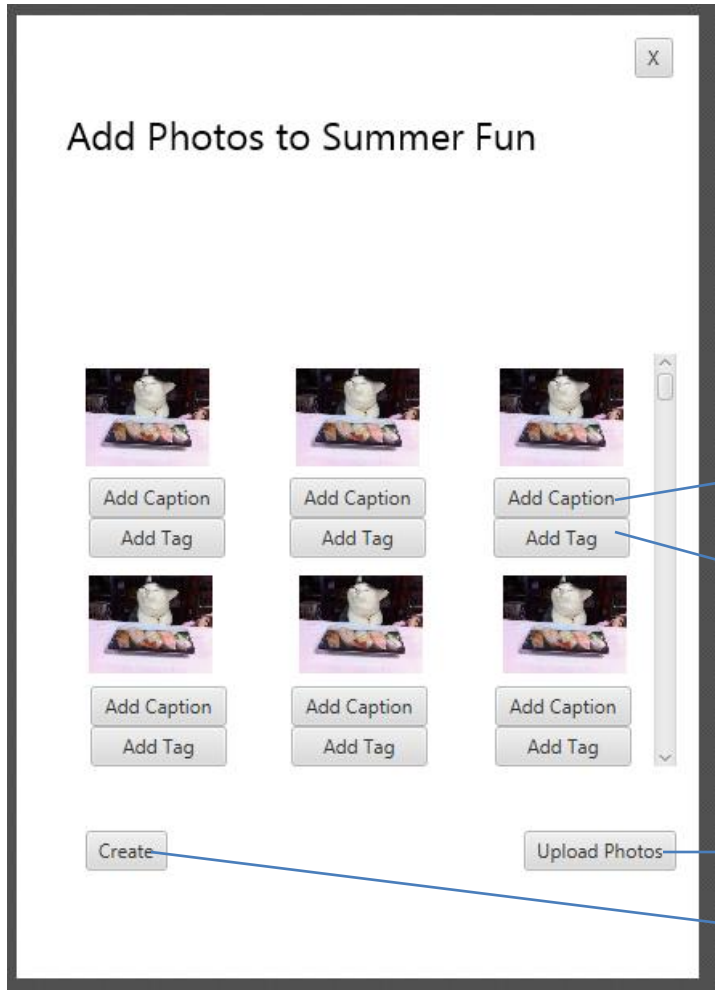 X
Add Photos to Summer Fun
Add Caption Add Caption Add Caption
Add Tag Add Tag Add Tag
Add Caption Add Caption Add Caption
Add Tag Add Tag Add Tag
Create Upload Photos